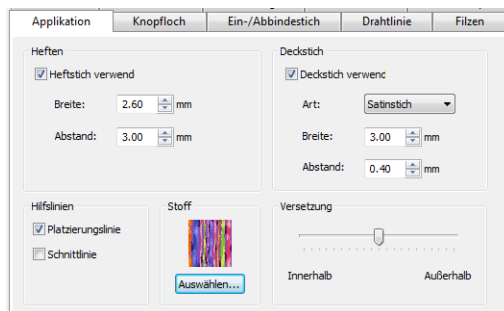 Applikation Knopfloch Ein-/Abbindestich Drahtlinie Filzen
Heften
Heftstich verwend
Breite: 2.60 mm
Abstand: 3.00 mm
Deckstich
Deckstich verwend
Art: Satinstich
Breite: 3.00 mm
Abstand: 0.40 mm
Hilfslinien
Platzierungslinie
Schnittlinie
Stoff
Auswählen...
Versetzung
Innerhalb Außerhalb